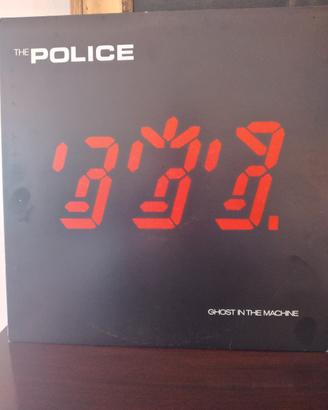 THE POLICE
GHOST IN THE MACHINE